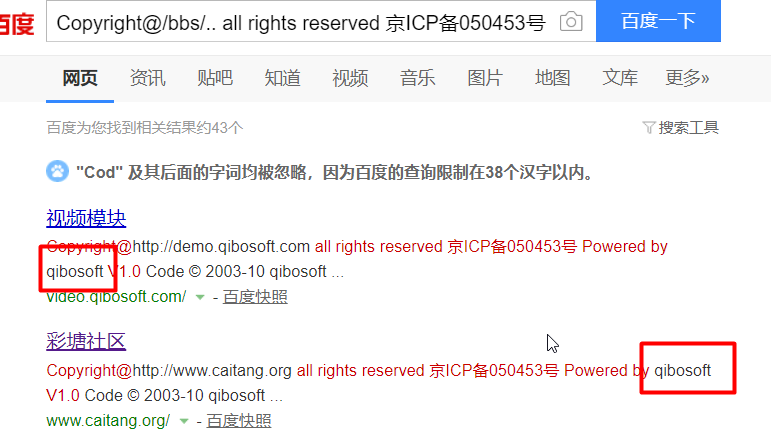 百度 Copyright@/bbs/.. all rights reserved 京ICP备050453号 百度一下
网页 资讯 贴吧 知道 视频 音乐 图片 地图 文库 更多»
百度为您找到相关结果约43个 搜索工具
"Cod" 及其后面的字词均被忽略，因为百度的查询限制在38个汉字以内。
视频模块
Copyright@http://demo.qibosoft.com all rights reserved 京ICP备050453号 Powered by
qibosoft V1.0 Code © 2003-10 qibosoft ...
video.qibosoft.com/ - 百度快照
彩塘社区
Copyright@http://www.caitang.org all rights reserved 京ICP备050453号 Powered by qibosoft
V1.0 Code © 2003-10 qibosoft ...
www.caitang.org/ - 百度快照